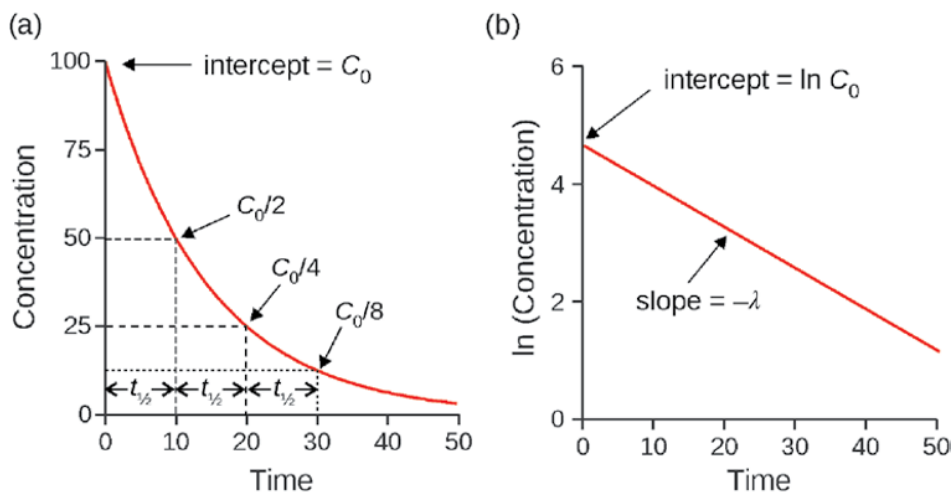 (a)
100
75
50
25
0
Concentration
intercept = C₀
C₀/2
C₀/4
C₀/8
t½ t½ t½
0 10 20 30 40 50
Time
(b)
6
4
2
0
ln (Concentration)
intercept = ln C₀
slope = –λ
0 10 20 30 40 50
Time